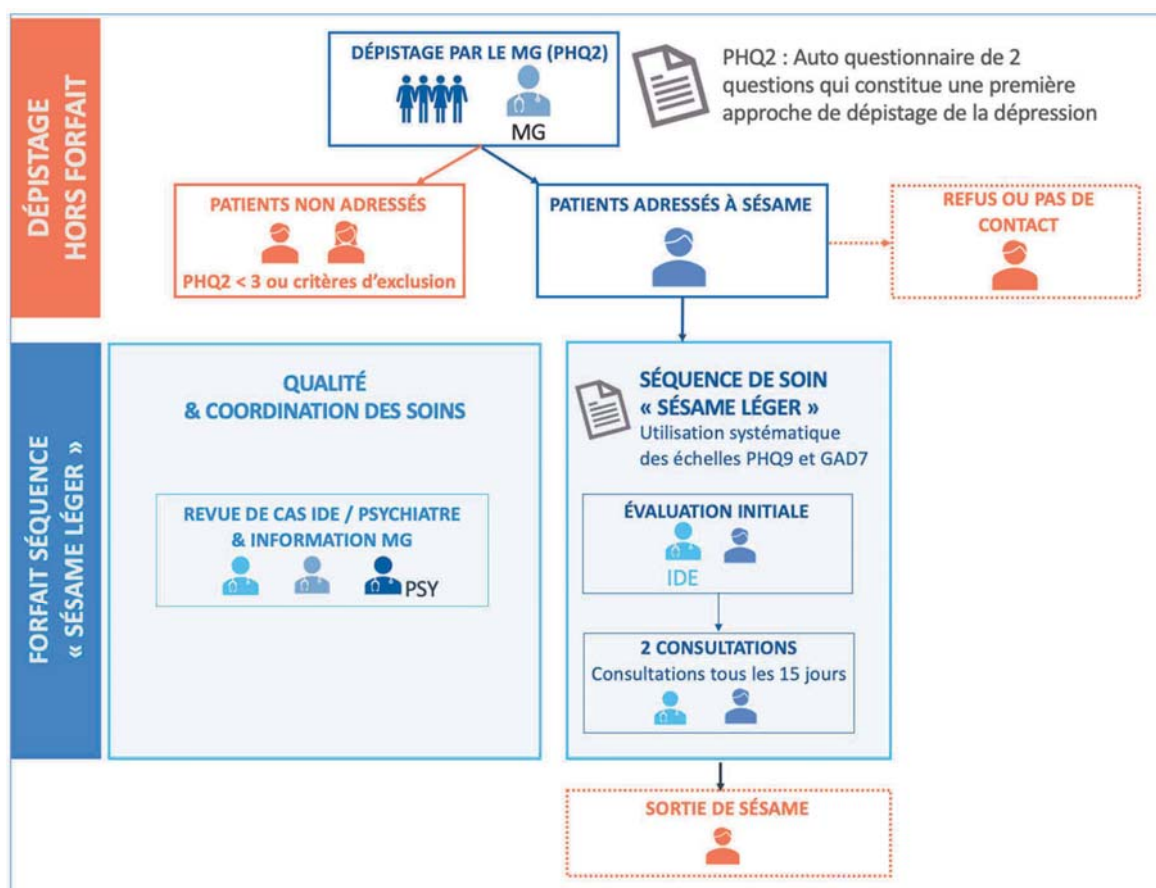 DÉPISTAGE
HORS FORFAIT
DÉPISTAGE PAR LE MG (PHQ2)
MG
PHQ2 : Auto questionnaire de 2
questions qui constitue une première
approche de dépistage de la dépression
PATIENTS NON ADRESSÉS
PHQ2 < 3 ou critères d'exclusion
PATIENTS ADRESSÉS À SÉSAME
REFUS OU PAS DE
CONTACT
FORFAIT SÉQUENCE
« SÉSAME LÉGER »
QUALITÉ
& COORDINATION DES SOINS
REVUE DE CAS IDE / PSYCHIATRE
& INFORMATION MG
PSY
SÉQUENCE DE SOIN
« SÉSAME LÉGER »
Utilisation systématique
des échelles PHQ9 et GAD7
ÉVALUATION INITIALE
IDE
2 CONSULTATIONS
Consultations tous les 15 jours
SORTIE DE SÉSAME